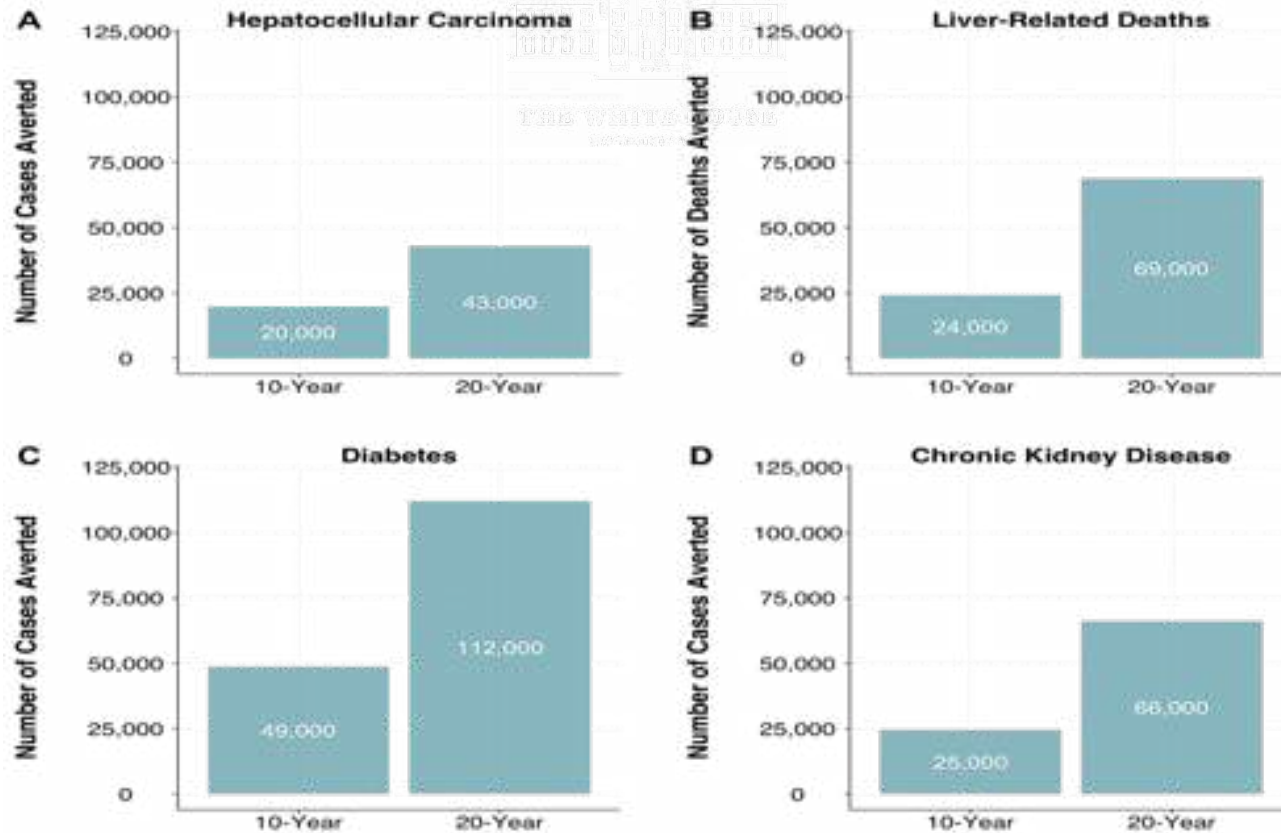 A
Hepatocellular Carcinoma
Number of Cases Averted
125,000
100,000
75,000
50,000
25,000
0
20,000
43,000
10-Year
20-Year
B
Liver-Related Deaths
Number of Deaths Averted
125,000
100,000
75,000
50,000
25,000
0
24,000
69,000
10-Year
20-Year
THE WHITE HOUSE
C
Diabetes
Number of Cases Averted
125,000
100,000
75,000
50,000
25,000
0
49,000
112,000
10-Year
20-Year
D
Chronic Kidney Disease
Number of Cases Averted
125,000
100,000
75,000
50,000
25,000
0
25,000
66,000
10-Year
20-Year